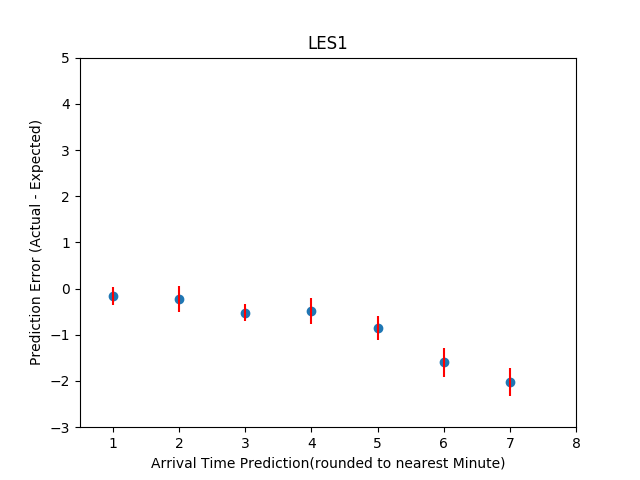 LES1
Prediction Error (Actual - Expected)
5
4
3
2
1
0
−1
−2
−3
1 2 3 4 5 6 7 8
Arrival Time Prediction(rounded to nearest Minute)